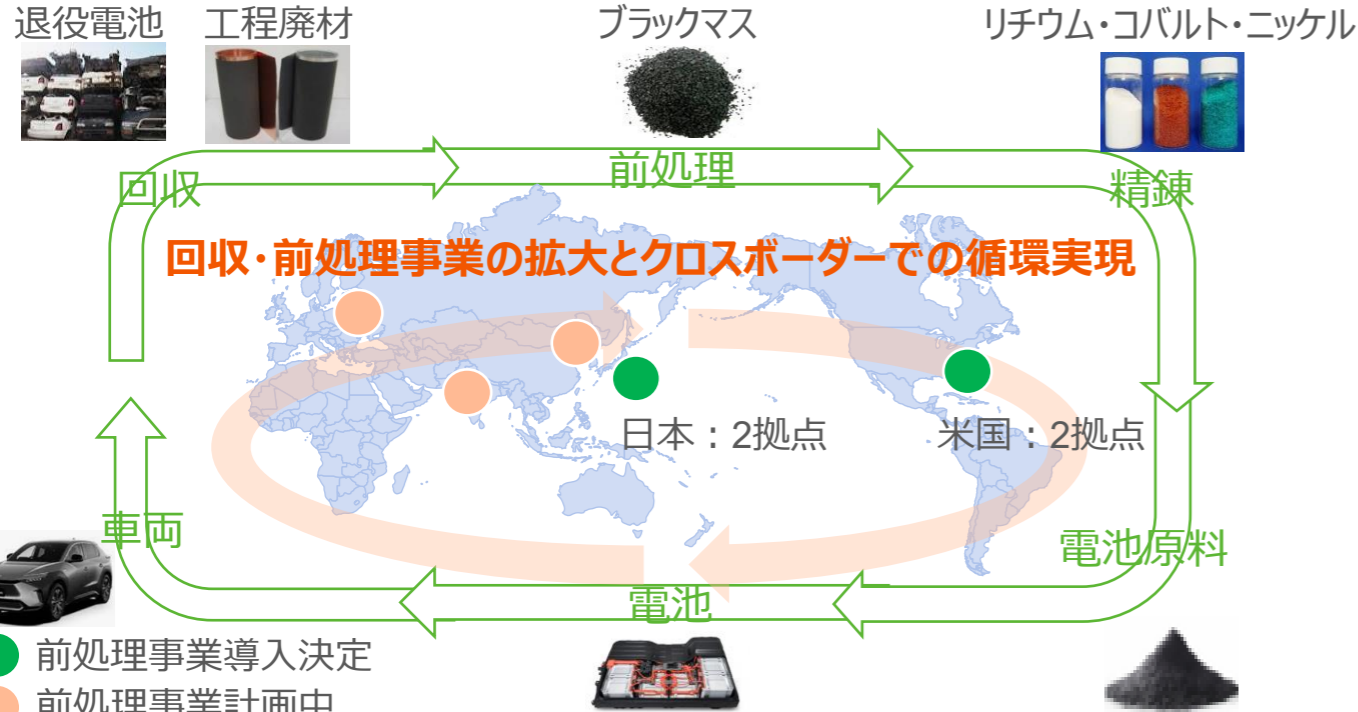 退役電池
工程廃材
ブラックマス
リチウム・コバルト・ニッケル
回収
前処理
精錬
回収・前処理事業の拡大とクロスボーダーでの循環実現
日本：2拠点
米国：2拠点
車両
電池原料
電池
前処理事業導入決定
前処理事業計画中